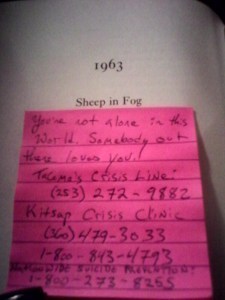 1963
Sheep in Fog
You're not alone in this
World. Somebody out
there loves you!
Tacoma's Crisis Line:
(253) 272-9882
Kitsap Crisis Clinic
(360) 479-3033
1-800-843-4793
NATIONWIDE SUICIDE PREVENTION:
1-800-273-8255